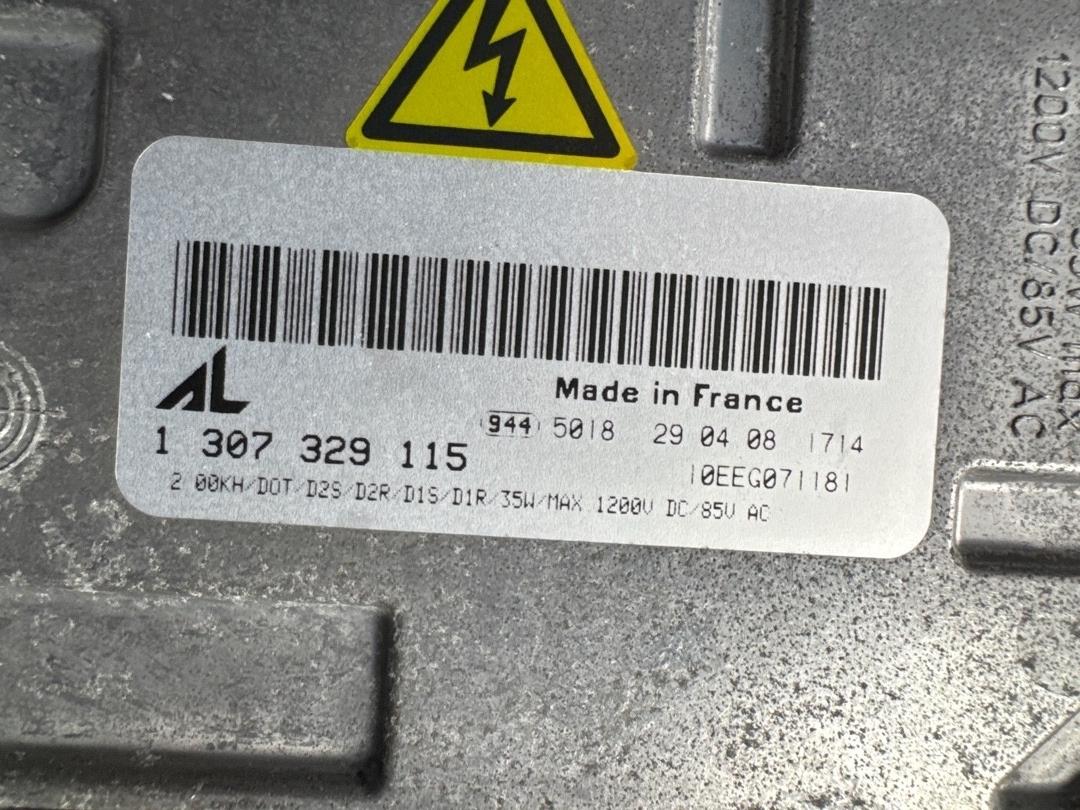 AL
Made in France
944 5018 29 04 08 1714
1 307 329 115
10EEG071181
2 00KH/DOT/D2S/D2R/D1S/D1R/35W/MAX 1200V DC/85V AC
1200V DC/85V AC